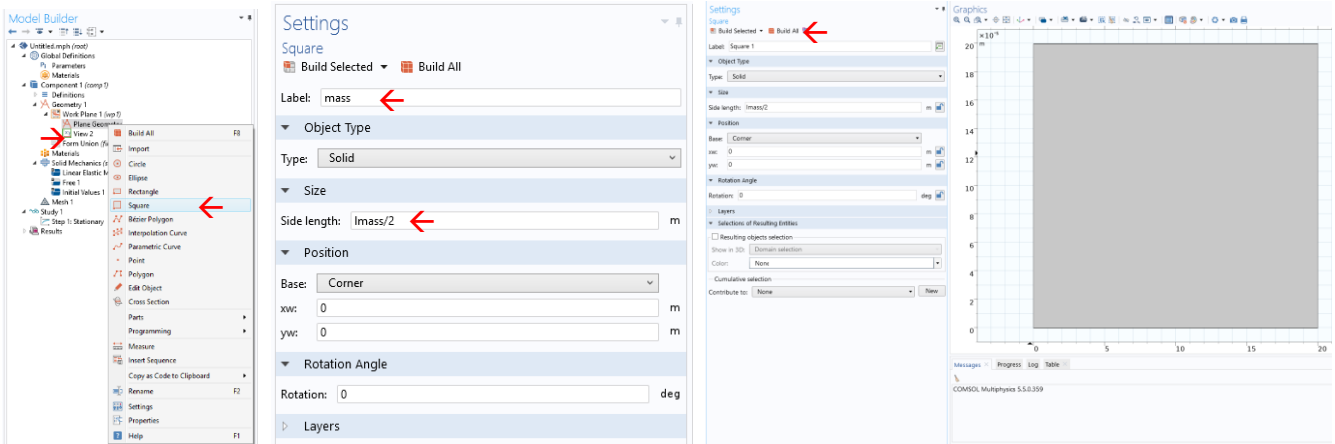 Model Builder
Untitled.mph (root)
Global Definitions
Pi Parameters
Materials
Component 1 (comp1)
Definitions
Geometry 1
Work Plane 1 (wp1)
Plane Geometry
View 2
Form Union (fi
Materials
Solid Mechanics (s
Linear Elastic M
Free 1
Initial Values 1
Mesh 1
Study 1
Step 1: Stationary
Results
Build All F8
Import
Circle
Ellipse
Rectangle
Square
Bézier Polygon
Interpolation Curve
Parametric Curve
Point
Polygon
Edit Object
Cross Section
Parts
Programming
Measure
Insert Sequence
Copy as Code to Clipboard
Rename F2
Settings
Properties
Help F1
Settings
Square
Build Selected Build All
Label: mass
Object Type
Type: Solid
Size
Side length: lmass/2 m
Position
Base: Corner
xw: 0 m
yw: 0 m
Rotation Angle
Rotation: 0 deg
Layers
Settings
Square
Build Selected Build All
Label: Square 1
Object Type
Type: Solid
Size
Side length: lmass/2 m
Position
Base: Corner
xw: 0 m
yw: 0 m
Rotation Angle
Rotation: 0 deg
Layers
Selections of Resulting Entities
Resulting objects selection
Show in 3D: Domain selection
Color: None
Cumulative selection
Contribute to: None New
Graphics
m
20
18
16
14
12
10
8
6
4
2
0
0 5 10 15 20
Messages Progress Log Table
COMSOL Multiphysics 5.5.0.359